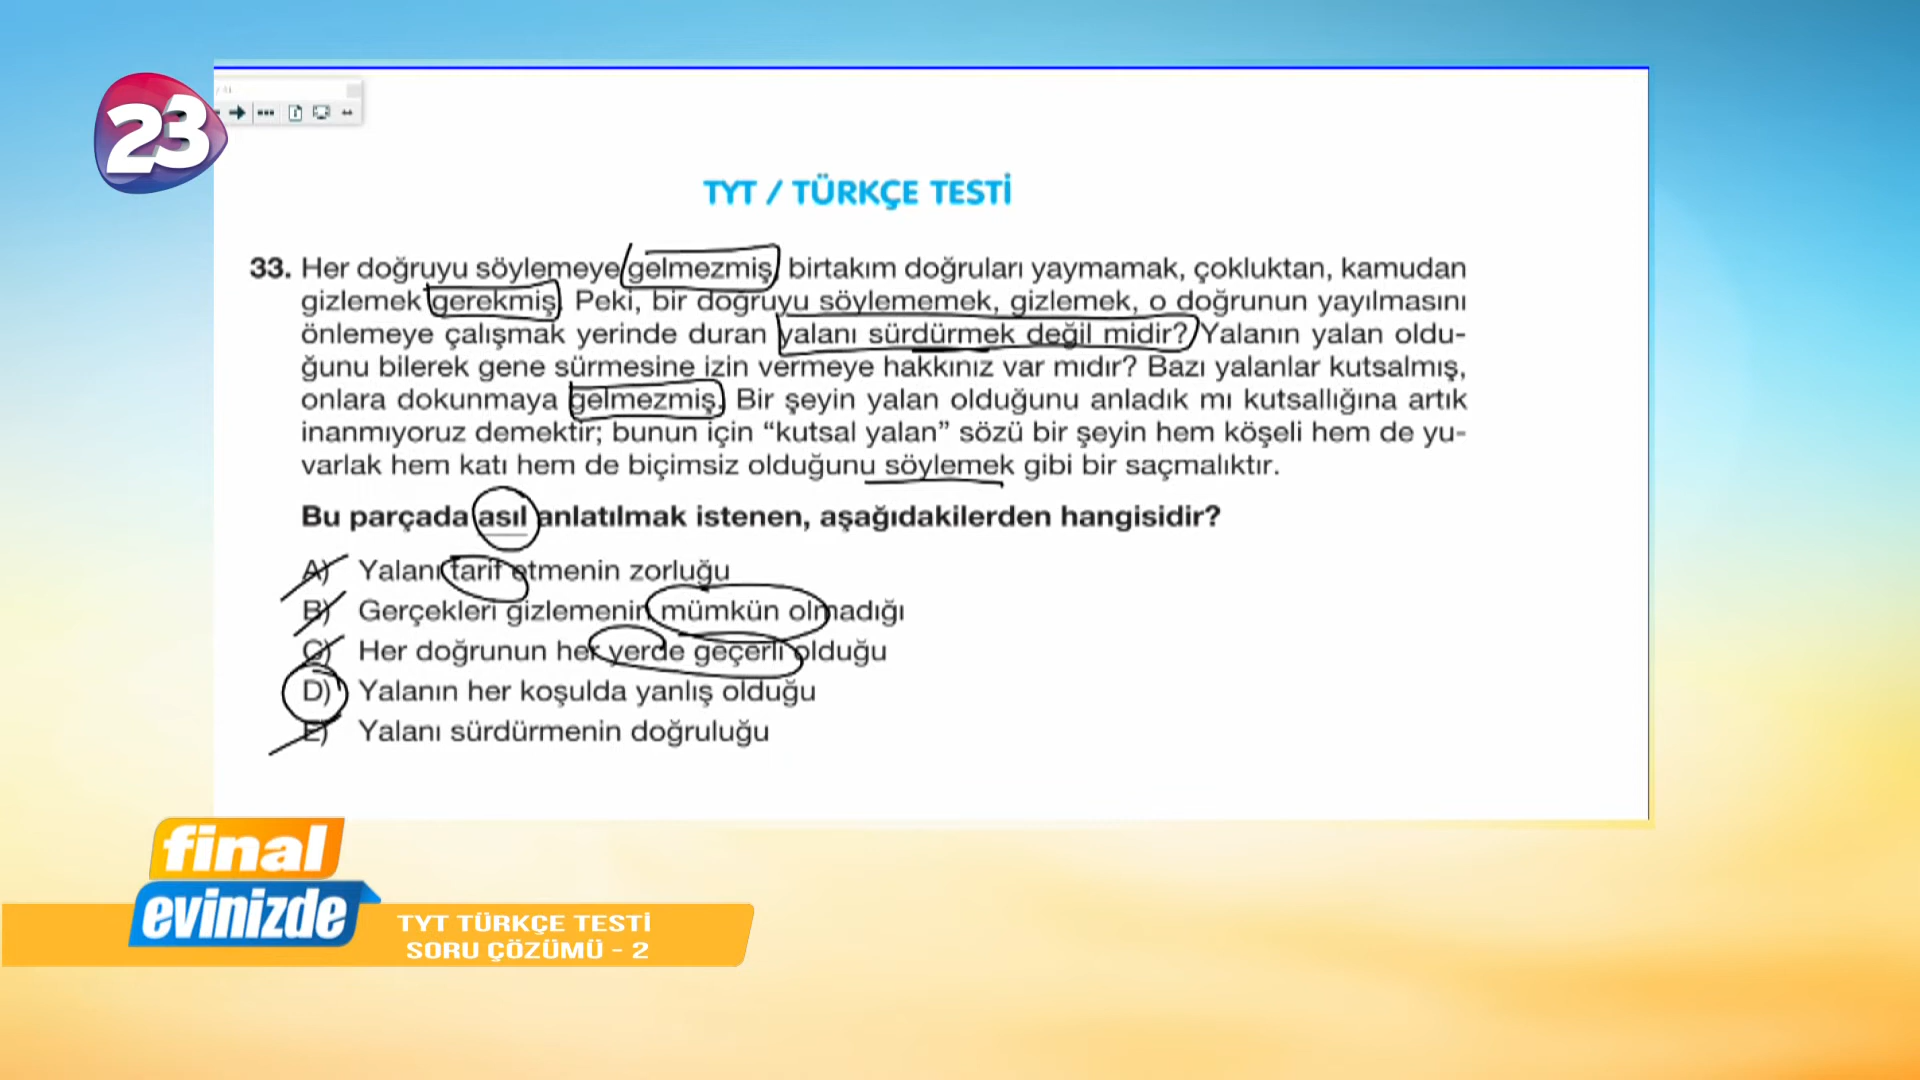 23
TYT / TÜRKÇE TESTİ
33. Her doğruyu söylemeye gelmezmiş, birtakım doğruları yaymamak, çokluktan, kamudan
gizlemek gerekmiş. Peki, bir doğruyu söylememek, gizlemek, o doğrunun yayılmasını
önlemeye çalışmak yerinde duran yalanı sürdürmek değil midir? Yalanın yalan oldu-
ğunu bilerek gene sürmesine izin vermeye hakkınız var mıdır? Bazı yalanlar kutsalmış,
onlara dokunmaya gelmezmiş. Bir şeyin yalan olduğunu anladık mı kutsallığına artık
inanmıyoruz demektir; bunun için “kutsal yalan” sözü bir şeyin hem köşeli hem de yu-
varlak hem katı hem de biçimsiz olduğunu söylemek gibi bir saçmalıktır.
Bu parçada asıl anlatılmak istenen, aşağıdakilerden hangisidir?
A) Yalanı tarif etmenin zorluğu
B) Gerçekleri gizlemenin mümkün olmadığı
C) Her doğrunun her yerde geçerli olduğu
D) Yalanın her koşulda yanlış olduğu
E) Yalanı sürdürmenin doğruluğu
final
evinizde
TYT TÜRKÇE TESTİ
SORU ÇÖZÜMÜ - 2